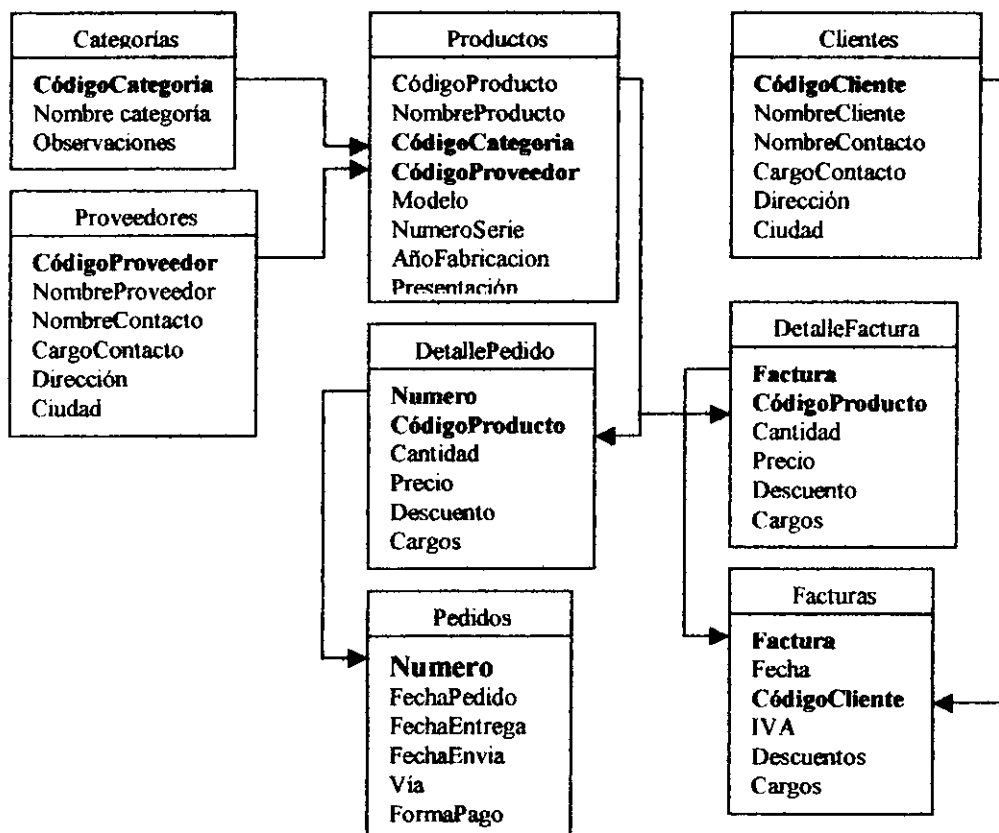 Categorías
CódigoCategoria
Nombre categoría
Observaciones
Proveedores
CódigoProveedor
NombreProveedor
NombreContacto
CargoContacto
Dirección
Ciudad
Productos
CódigoProducto
NombreProducto
CódigoCategoria
CódigoProveedor
Modelo
NumeroSerie
AñoFabricacion
Presentación
DetallePedido
Numero
CódigoProducto
Cantidad
Precio
Descuento
Cargos
Pedidos
Numero
FechaPedido
FechaEntrega
FechaEnvia
Vía
FormaPago
Clientes
CódigoCliente
NombreCliente
NombreContacto
CargoContacto
Dirección
Ciudad
DetalleFactura
Factura
CódigoProducto
Cantidad
Precio
Descuento
Cargos
Facturas
Factura
Fecha
CódigoCliente
IVA
Descuentos
Cargos